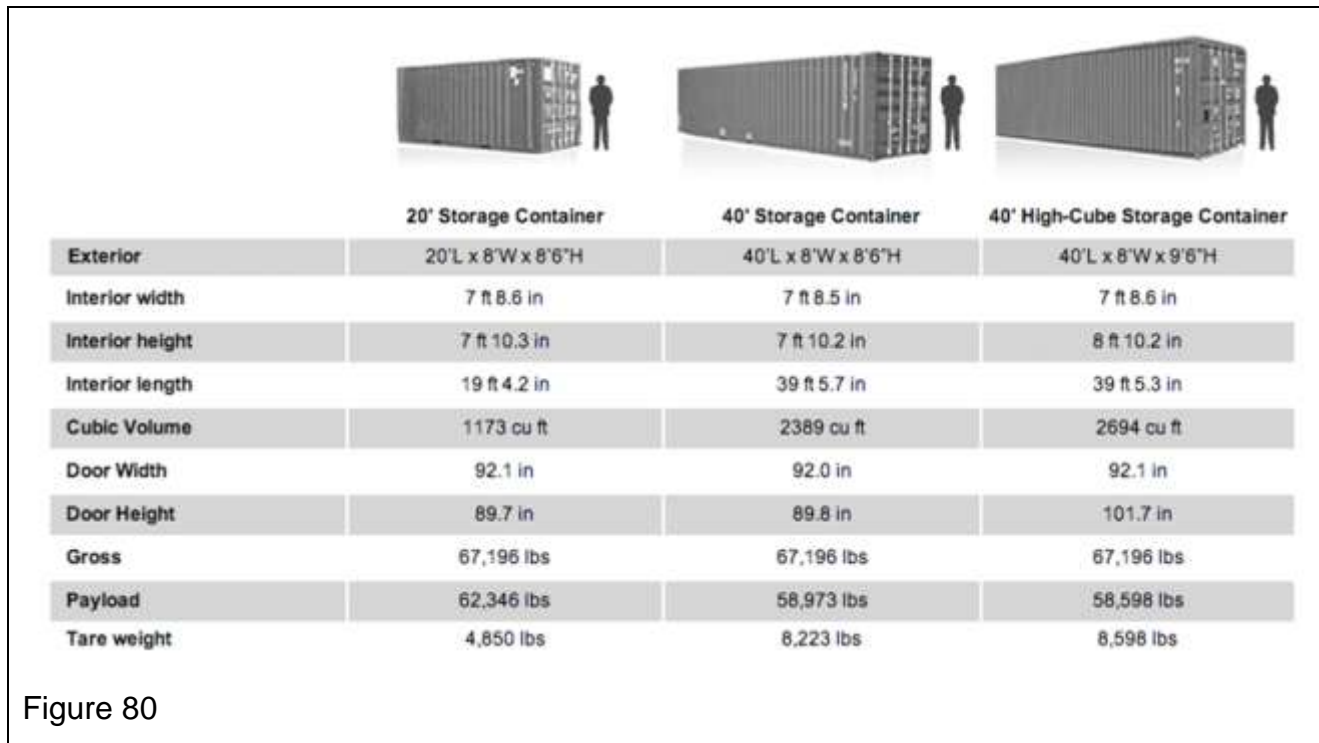 20' Storage Container 40' Storage Container 40' High-Cube Storage Container
Exterior 20'L x 8'W x 8'6"H 40'L x 8'W x 8'6"H 40'L x 8'W x 9'6"H
Interior width 7 ft 8.6 in 7 ft 8.5 in 7 ft 8.6 in
Interior height 7 ft 10.3 in 7 ft 10.2 in 8 ft 10.2 in
Interior length 19 ft 4.2 in 39 ft 5.7 in 39 ft 5.3 in
Cubic Volume 1173 cu ft 2389 cu ft 2694 cu ft
Door Width 92.1 in 92.0 in 92.1 in
Door Height 89.7 in 89.8 in 101.7 in
Gross 67,196 lbs 67,196 lbs 67,196 lbs
Payload 62,346 lbs 58,973 lbs 58,598 lbs
Tare weight 4,850 lbs 8,223 lbs 8,598 lbs
Figure 80